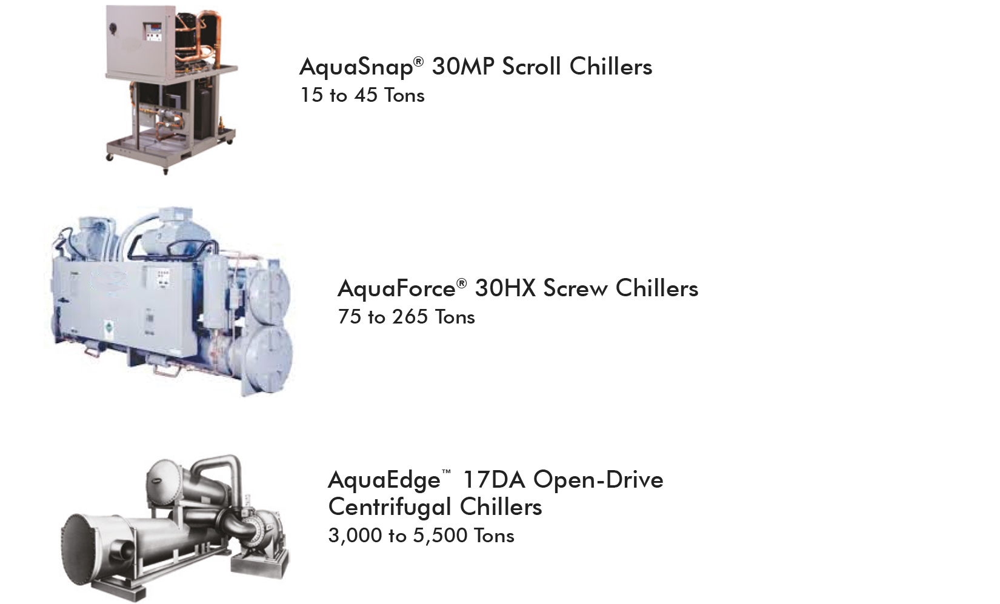 AquaSnap® 30MP Scroll Chillers
15 to 45 Tons
AquaForce® 30HX Screw Chillers
75 to 265 Tons
AquaEdge™ 17DA Open-Drive
Centrifugal Chillers
3,000 to 5,500 Tons